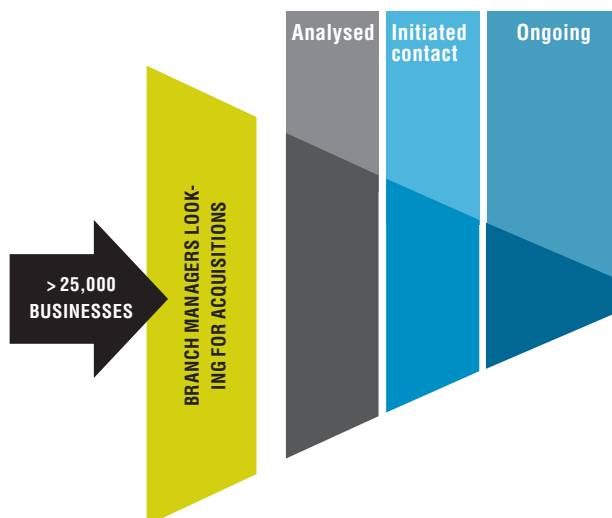 Analysed
Initiated
contact
Ongoing
> 25,000
BUSINESSES
BRANCH MANAGERS LOOK-
ING FOR ACQUISITIONS